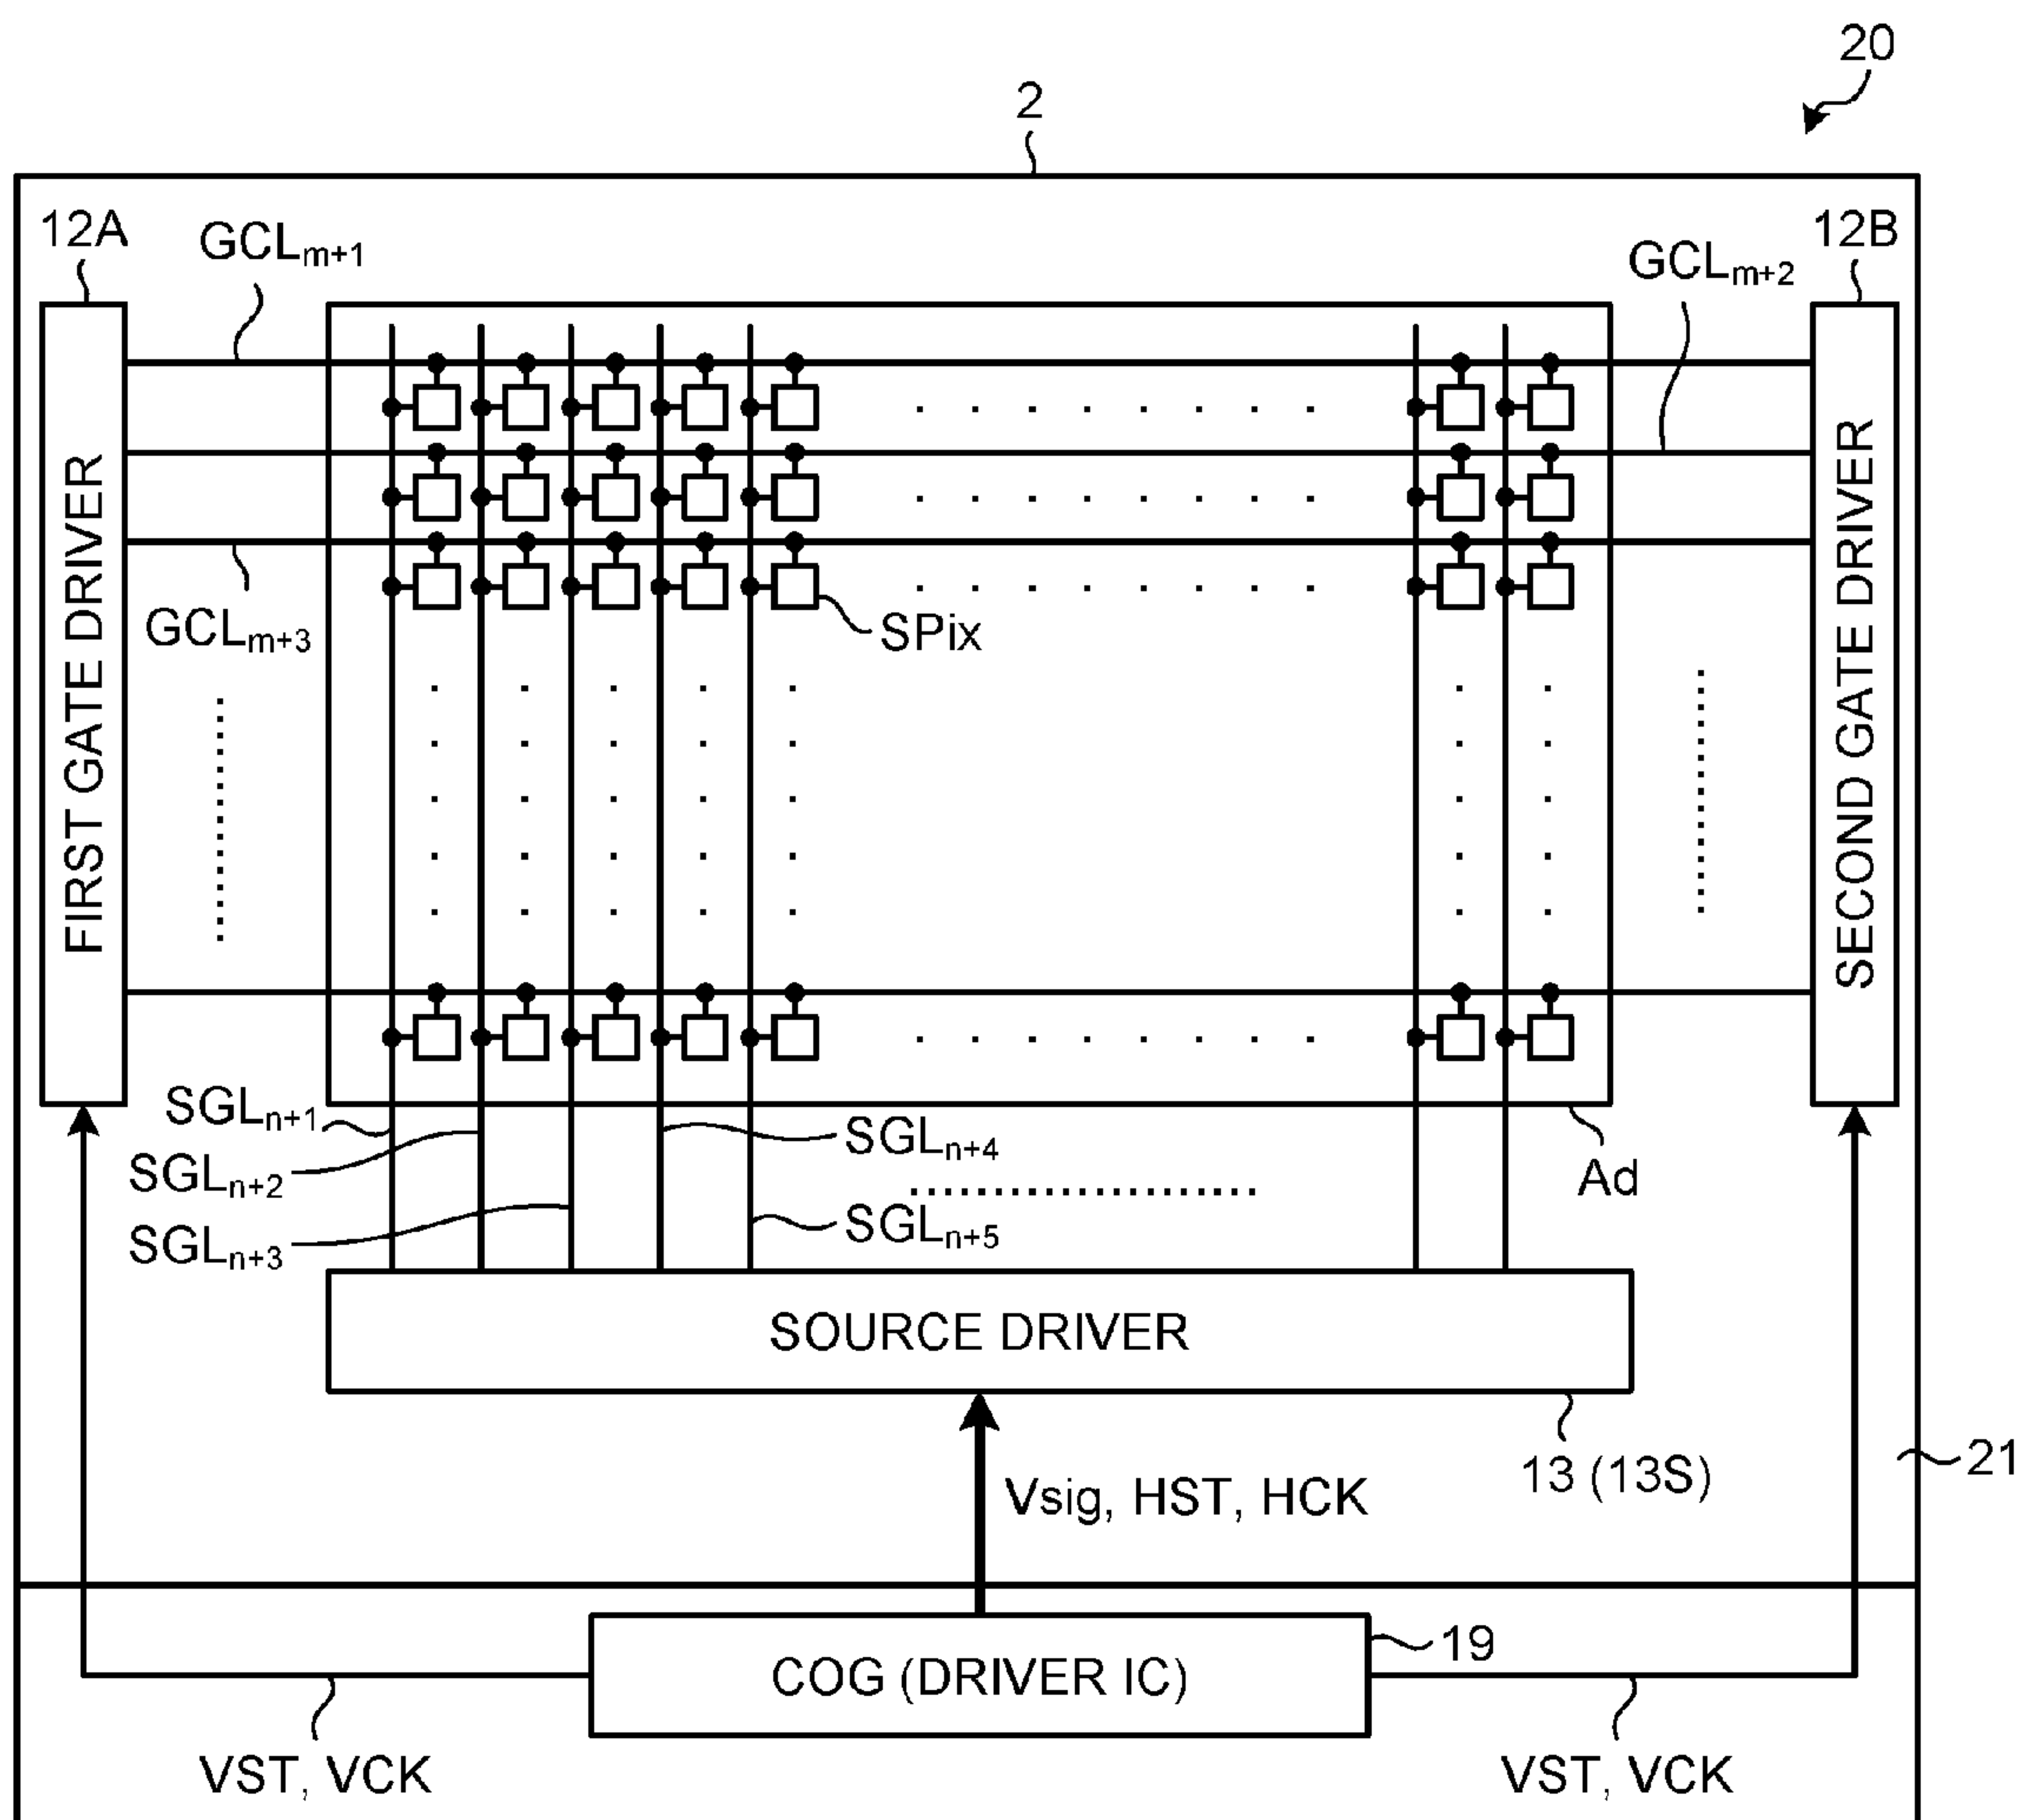 20
2
12A
GCLm+1
12B
GCLm+2
FIRST GATE DRIVER
SECOND GATE DRIVER
GCLm+3
SPix
SGLn+1
SGLn+2
SGLn+3
SGLn+4
SGLn+5
Ad
SOURCE DRIVER
13 (13S)
21
Vsig, HST, HCK
19
COG (DRIVER IC)
VST, VCK
VST, VCK